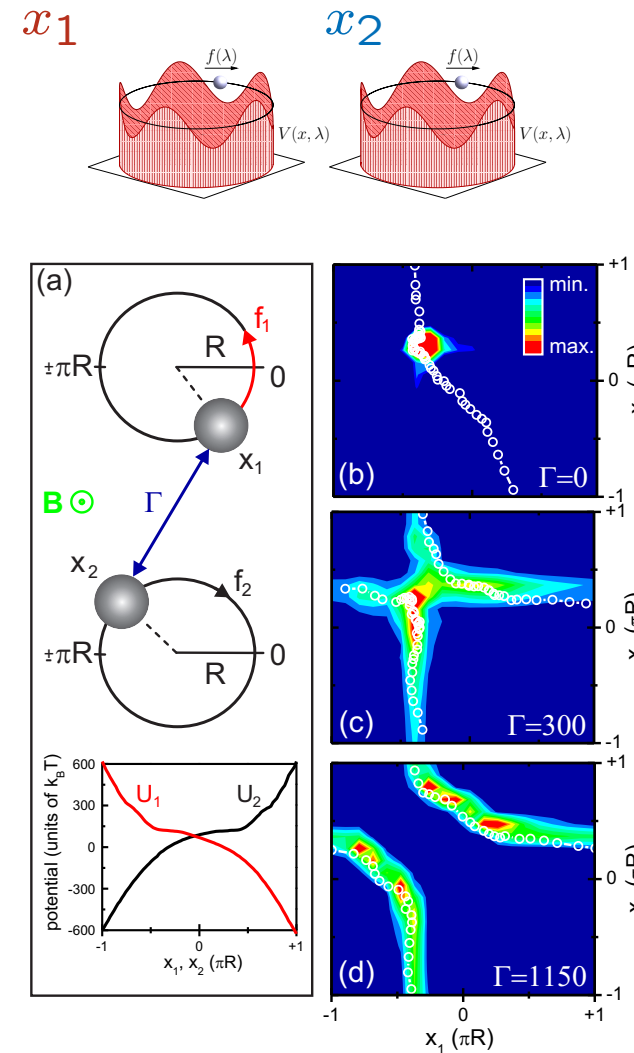 x1 x2
f(λ) f(λ)
V(x, λ) V(x, λ)
(a)
f₁
R
±πR 0
x₁
B ⊙ Γ
x₂
f₂
±πR 0
R
potential (units of k_BT)
600
300
0
-300
-600
U₁ U₂
-1 0 +1
x₁, x₂ (πR)
min.
max.
(b) Γ=0
+1
0
-1
(c) Γ=300
+1
0
-1
(d) Γ=1150
+1
0
-1
-1 0 +1
x₁ (πR)